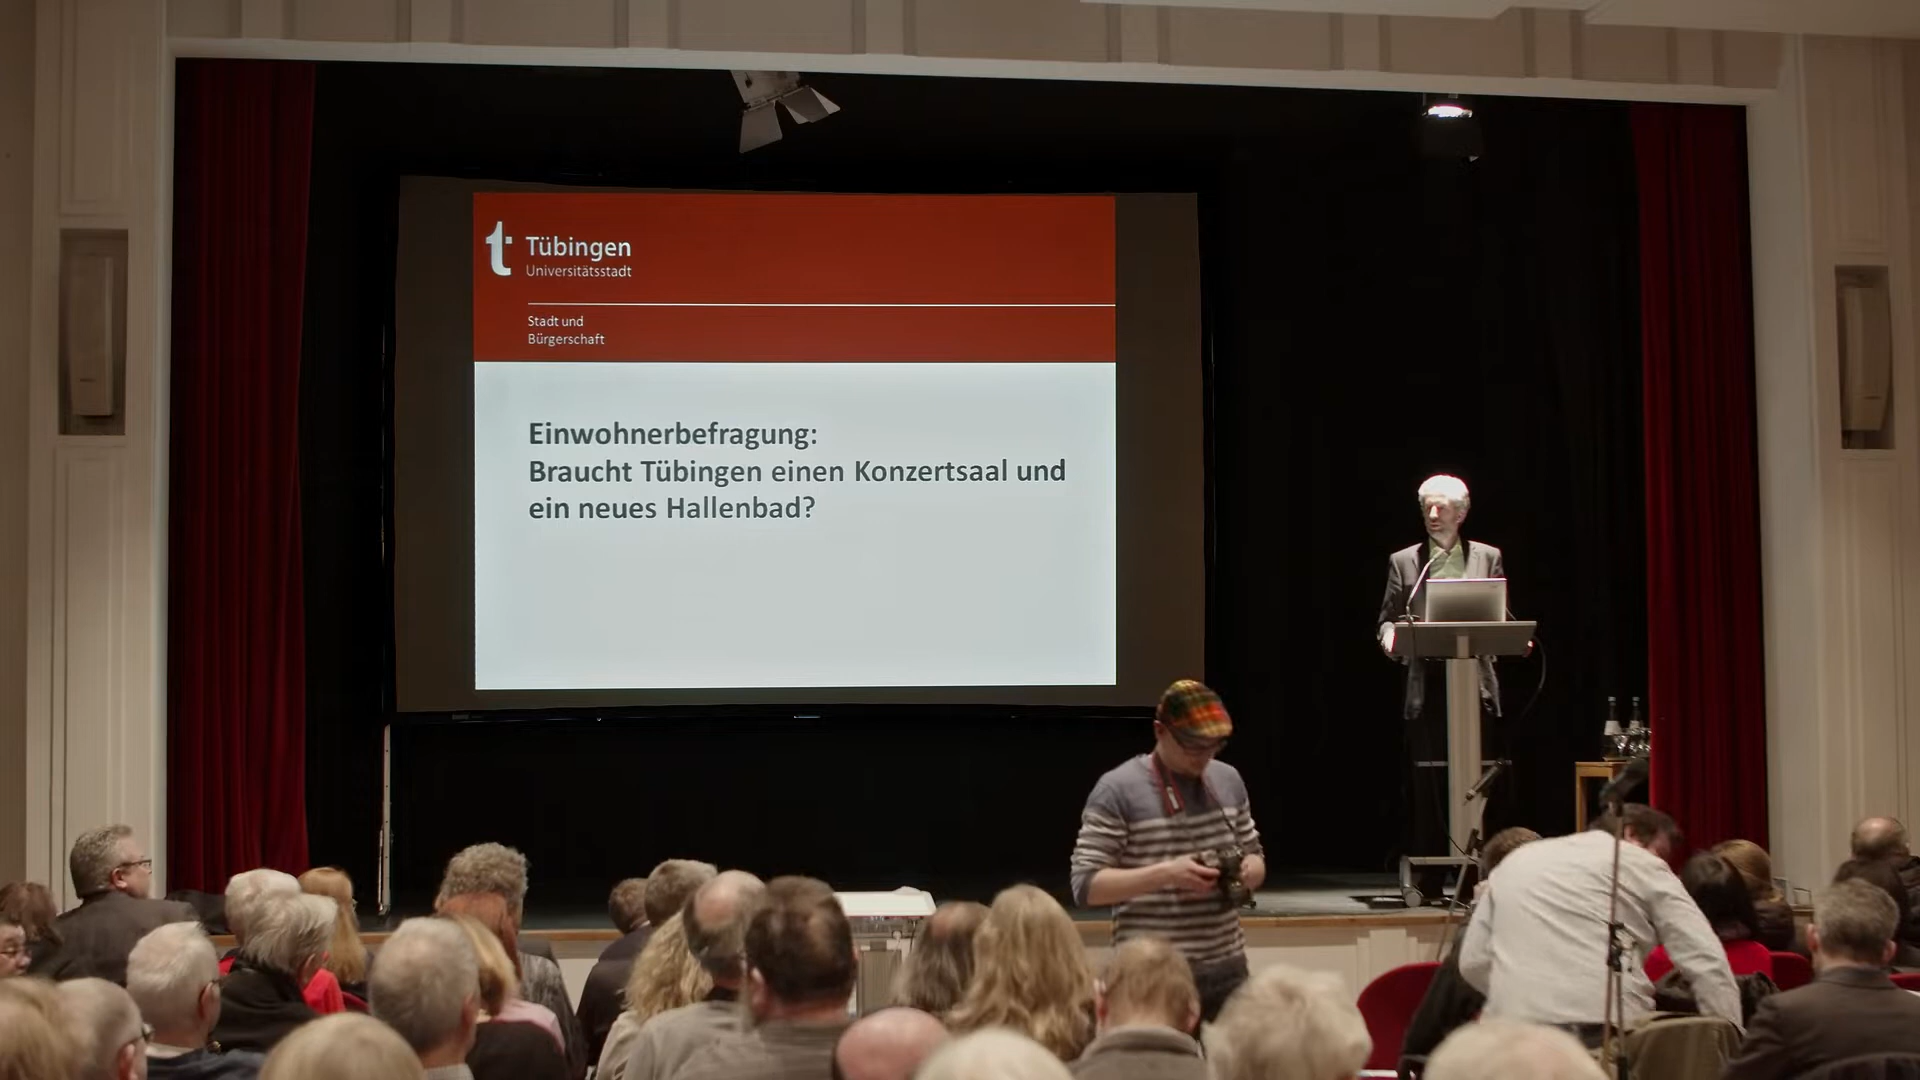 Tübingen
Universitätsstadt
Stadt und
Bürgerschaft
Einwohnerbefragung:
Braucht Tübingen einen Konzertsaal und
ein neues Hallenbad?